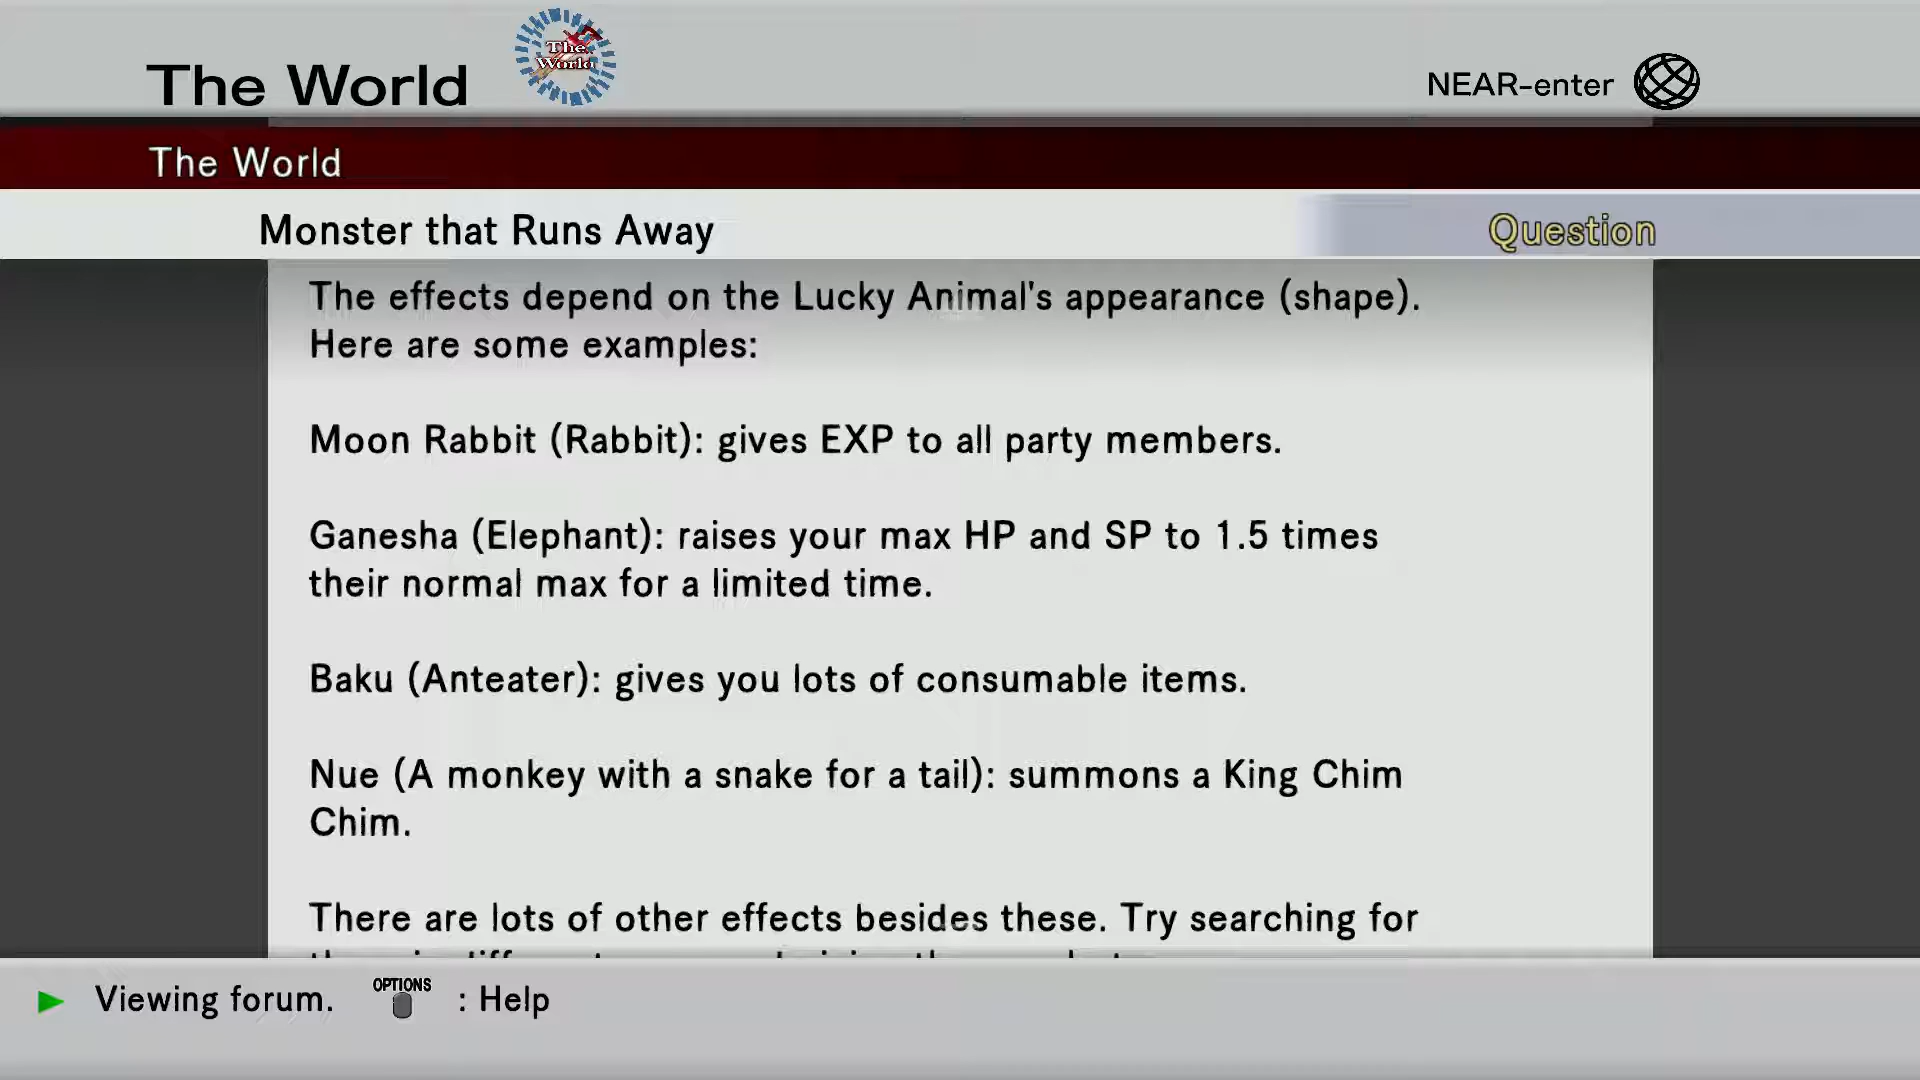 The World
The
World
NEAR-enter
The World
Monster that Runs Away
Question
The effects depend on the Lucky Animal's appearance (shape).
Here are some examples:
Moon Rabbit (Rabbit): gives EXP to all party members.
Ganesha (Elephant): raises your max HP and SP to 1.5 times
their normal max for a limited time.
Baku (Anteater): gives you lots of consumable items.
Nue (A monkey with a snake for a tail): summons a King Chim
Chim.
There are lots of other effects besides these. Try searching for
Viewing forum.
OPTIONS
: Help